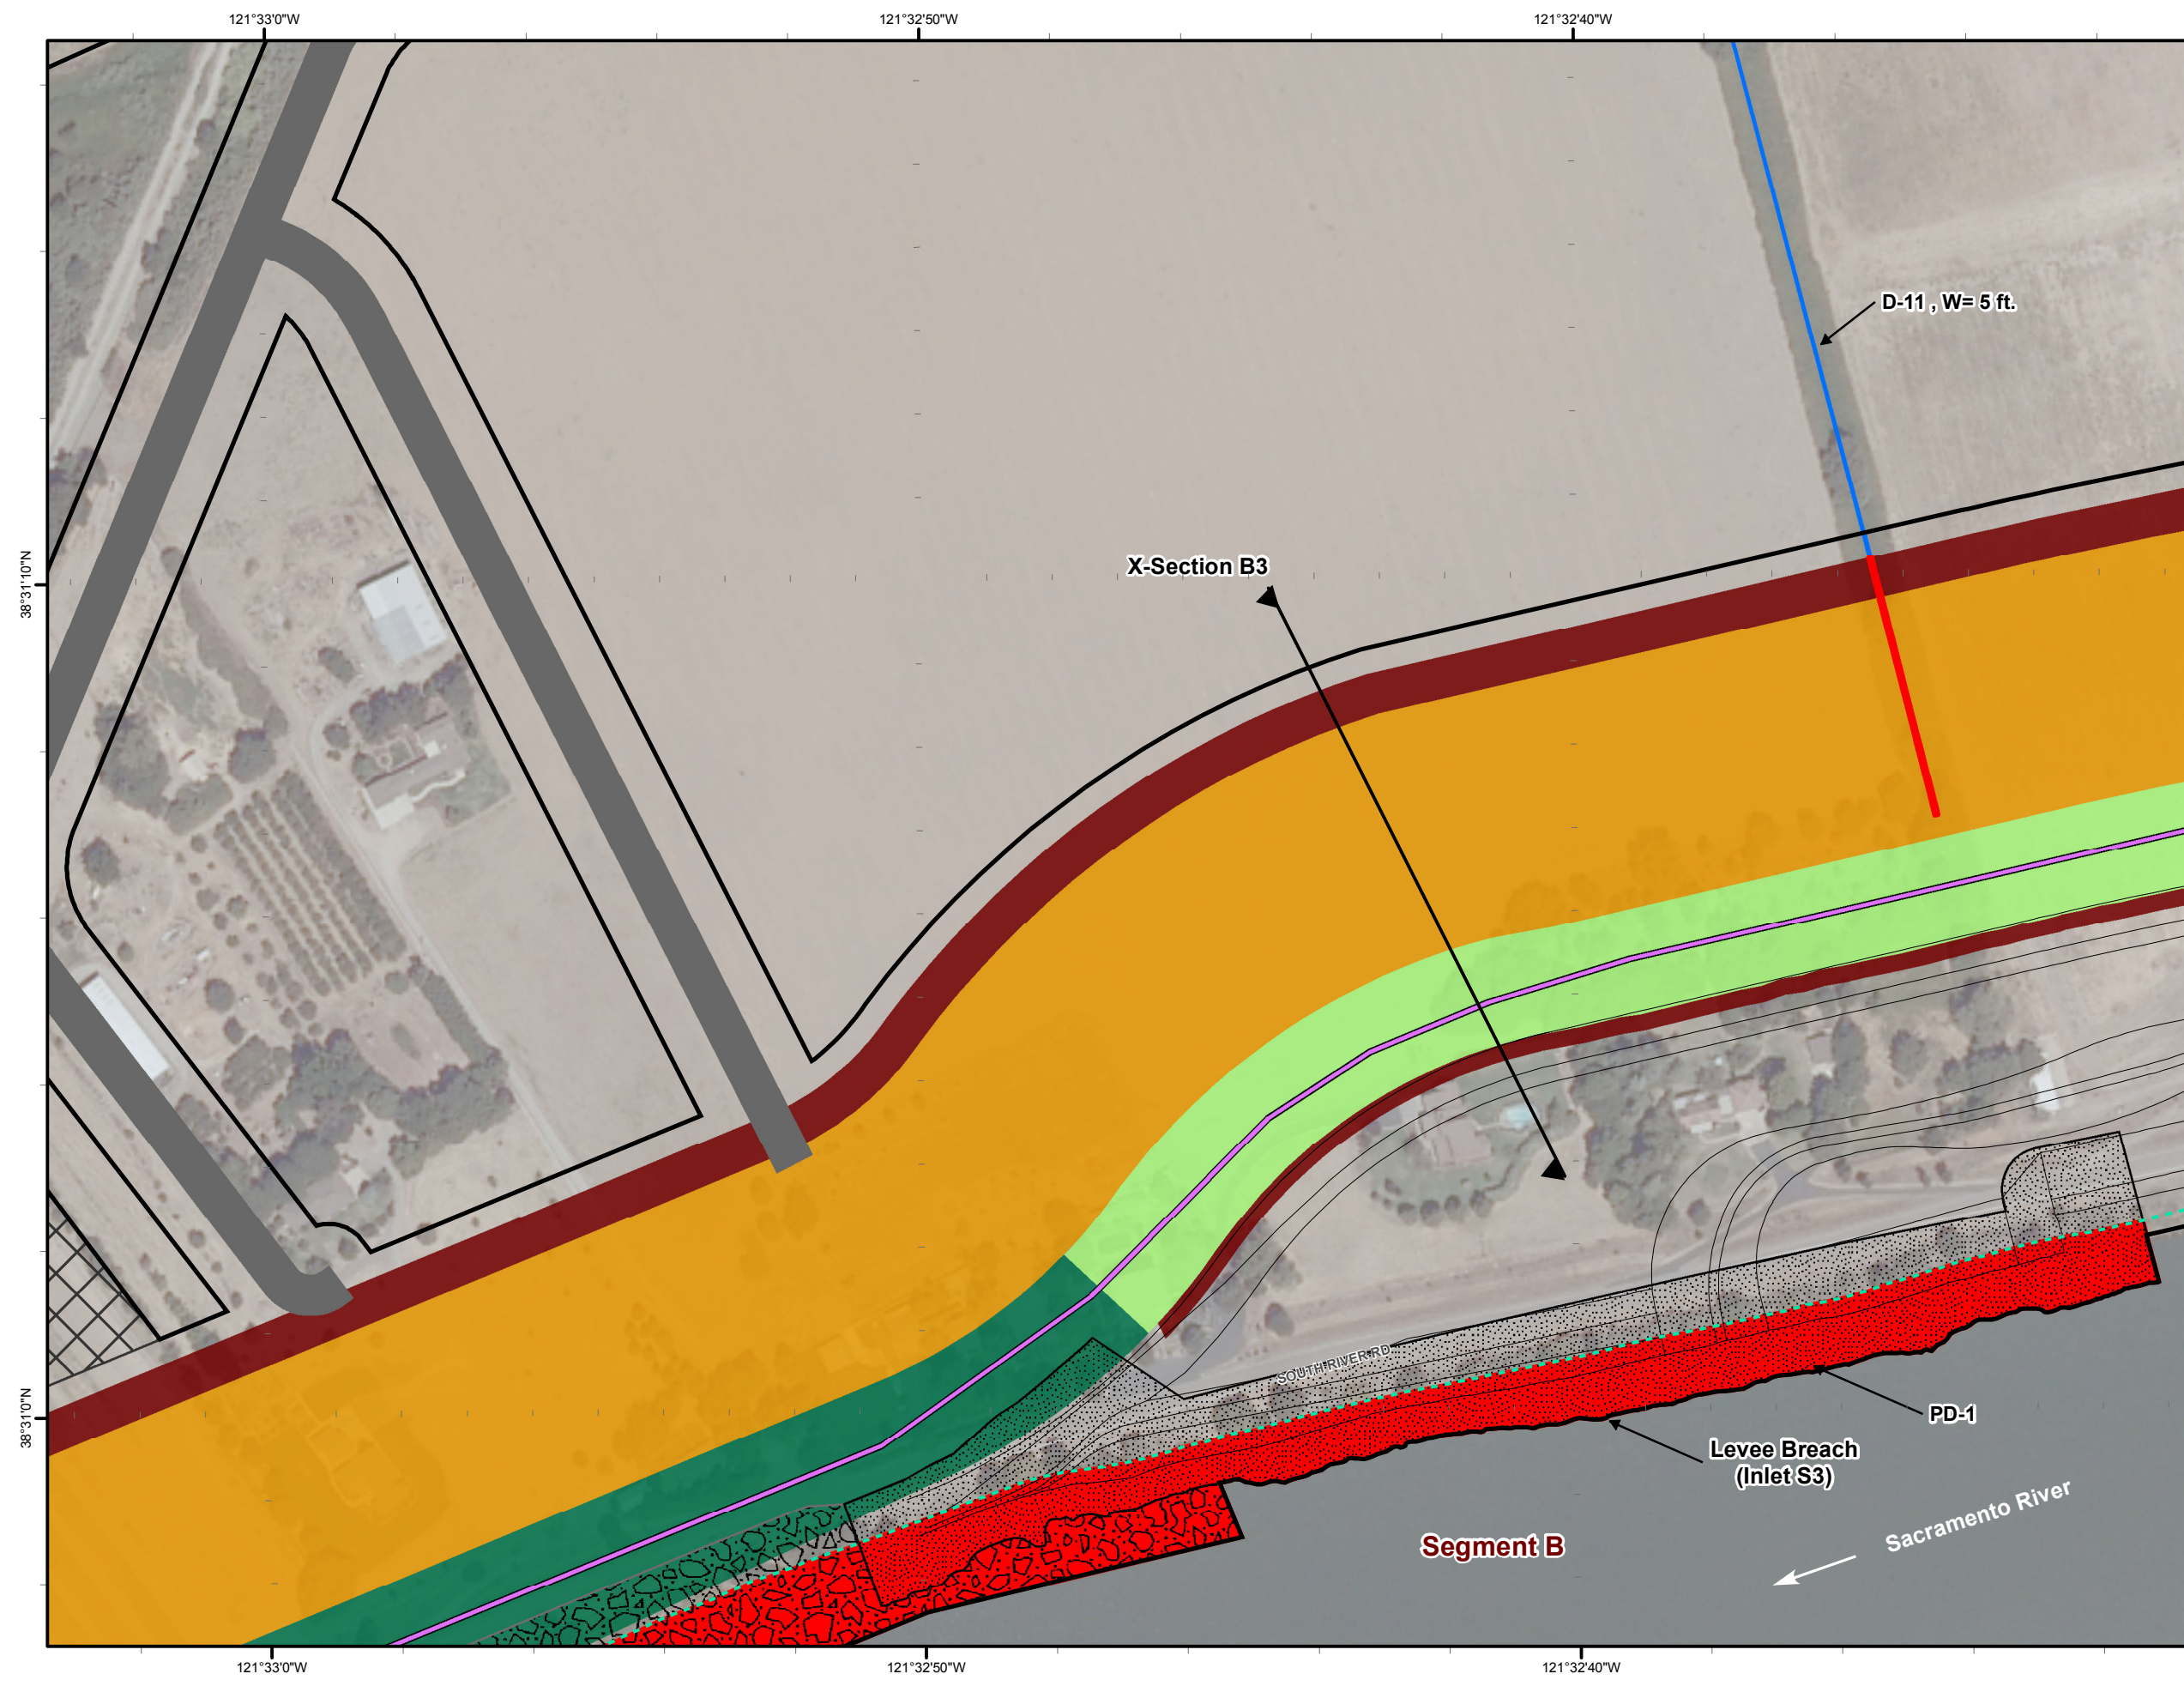 121°33'0"W
121°32'50"W
121°32'40"W
D-11 , W= 5 ft.
38°31'10"N
X-Section B3
SOUTH RIVER RD
38°31'0"N
PD-1
Levee Breach
(Inlet S3)
Sacramento River
Segment B
121°33'0"W
121°32'50"W
121°32'40"W